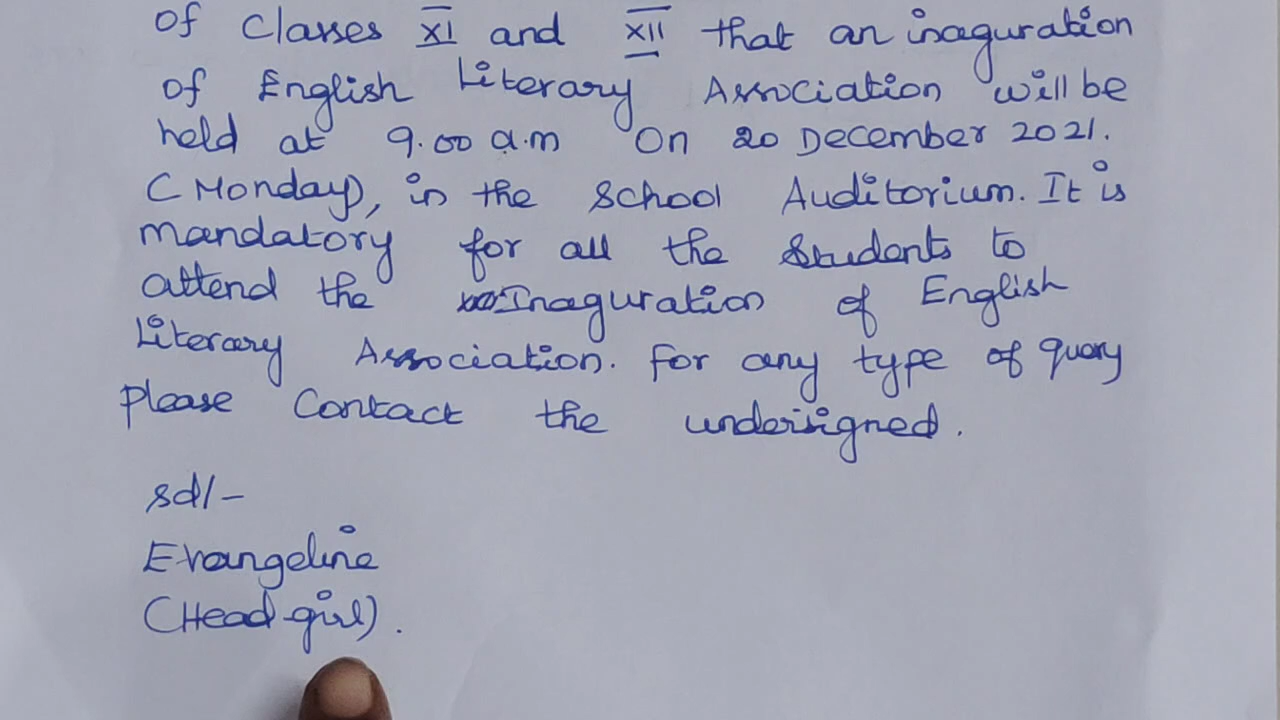 of Classes XI and XII that an inaguration
of English Literary Association will be
held at 9.00 a.m On 20 December 2021.
(Monday), in the School Auditorium. It is
mandatory for all the Students to
attend the Inaguration of English
Literary Association. For any type of quary
please Contact the undersigned.
sd/-
Evangeline
(Head girl).